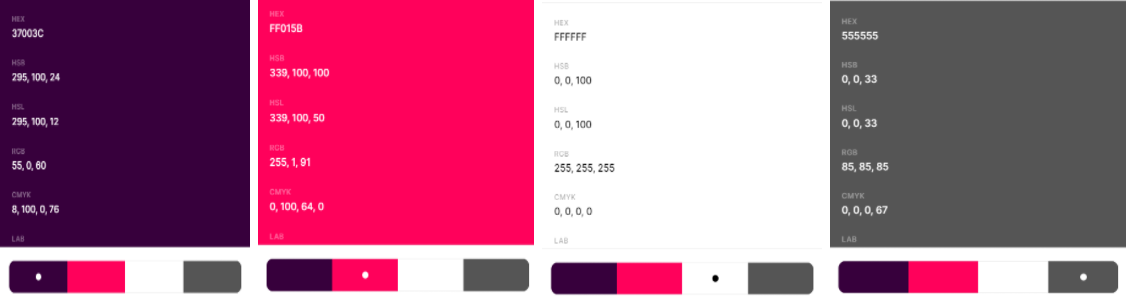 HEX
37003C
HSB
295, 100, 24
HSL
295, 100, 12
RGB
55, 0, 60
CMYK
8, 100, 0, 76
LAB
HEX
FF015B
HSB
339, 100, 100
HSL
339, 100, 50
RGB
255, 1, 91
CMYK
0, 100, 64, 0
LAB
HEX
FFFFFF
HSB
0, 0, 100
HSL
0, 0, 100
RGB
255, 255, 255
CMYK
0, 0, 0, 0
LAB
HEX
555555
HSB
0, 0, 33
HSL
0, 0, 33
RGB
85, 85, 85
CMYK
0, 0, 0, 67
LAB